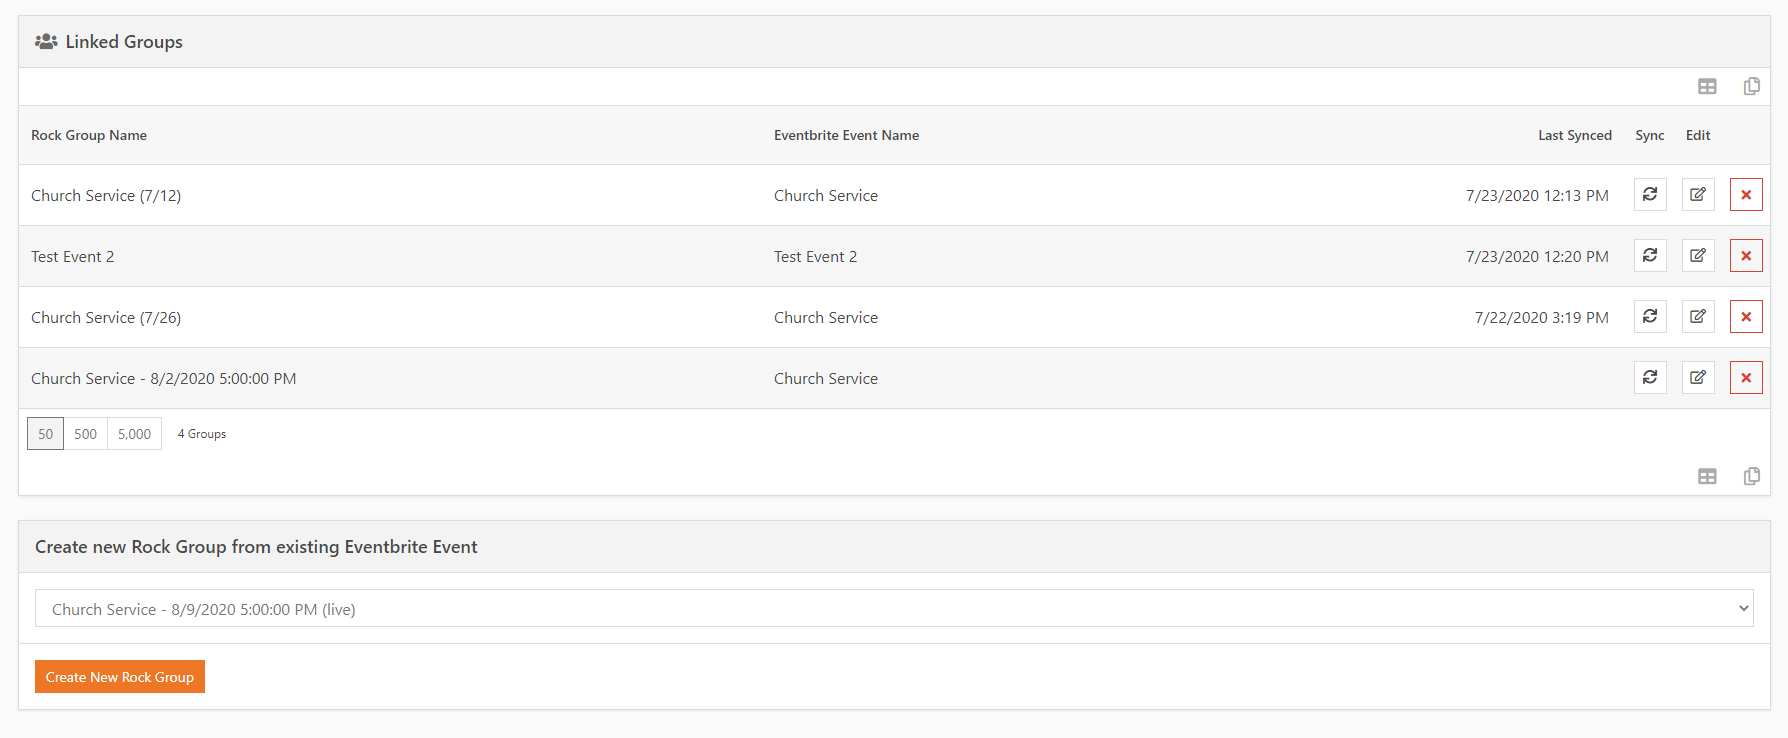 Linked Groups
Rock Group Name Eventbrite Event Name Last Synced Sync Edit
Church Service (7/12) Church Service 7/23/2020 12:13 PM
Test Event 2 Test Event 2 7/23/2020 12:20 PM
Church Service (7/26) Church Service 7/22/2020 3:19 PM
Church Service - 8/2/2020 5:00:00 PM Church Service
50 500 5,000 4 Groups
Create new Rock Group from existing Eventbrite Event
Church Service - 8/9/2020 5:00:00 PM (live)
Create New Rock Group